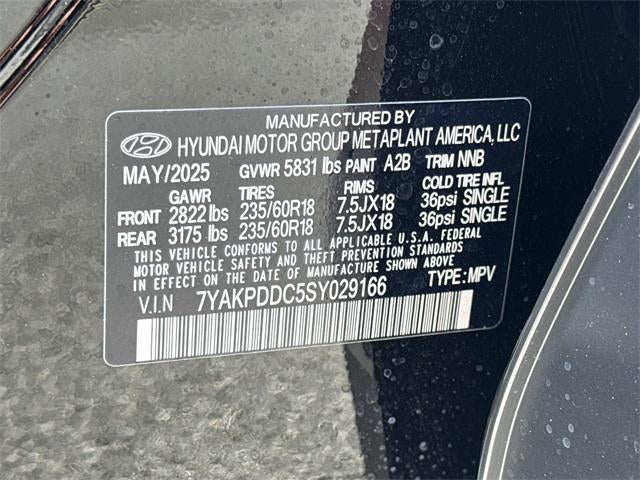 MANUFACTURED BY
HYUNDAI MOTOR GROUP METAPLANT AMERICA, LLC
MAY/2025 GVWR 5831 lbs PAINT A2B TRIM NNB
GAWR TIRES RIMS COLD TIRE INFL
FRONT 2822 lbs 235/60R18 7.5JX18 36psi SINGLE
REAR 3175 lbs 235/60R18 7.5JX18 36psi SINGLE
THIS VEHICLE CONFORMS TO ALL APPLICABLE U.S.A. FEDERAL
MOTOR VEHICLE SAFETY AND THEFT PREVENTION STANDARDS
IN EFFECT ON THE DATE OF MANUFACTURE SHOWN ABOVE
V.I.N 7YAKPDDC5SY029166 TYPE:MPV